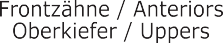 Frontzähne / Anteriors
Oberkiefer / Uppers